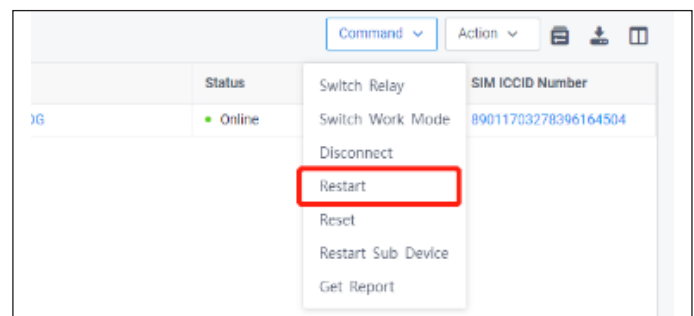 Command Action
Status Switch Relay SIM ICCID Number
Online Switch Work Mode 89011703278396164504
Disconnect
Restart
Reset
Restart Sub Device
Get Report